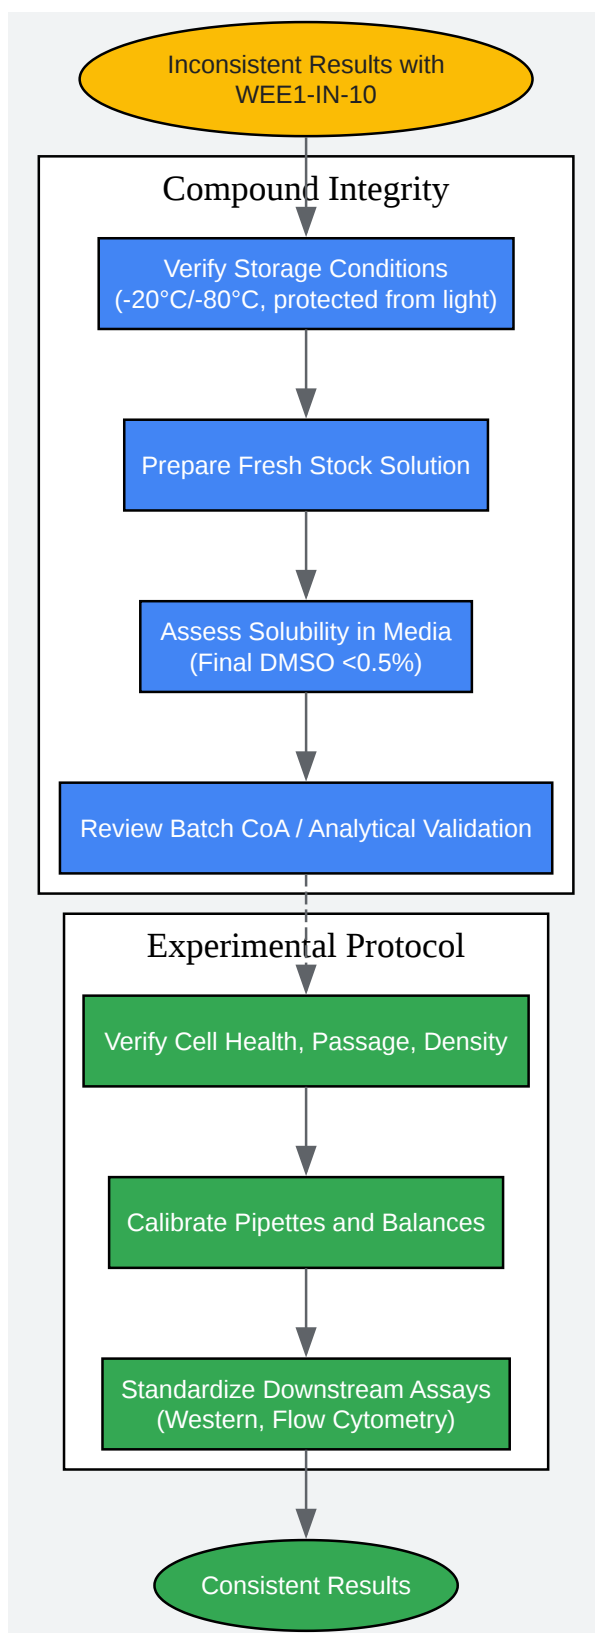 Inconsistent Results with
WEE1-IN-10
Compound Integrity
Verify Storage Conditions
(-20°C/-80°C, protected from light)
Prepare Fresh Stock Solution
Assess Solubility in Media
(Final DMSO <0.5%)
Review Batch CoA / Analytical Validation
Experimental Protocol
Verify Cell Health, Passage, Density
Calibrate Pipettes and Balances
Standardize Downstream Assays
(Western, Flow Cytometry)
Consistent Results